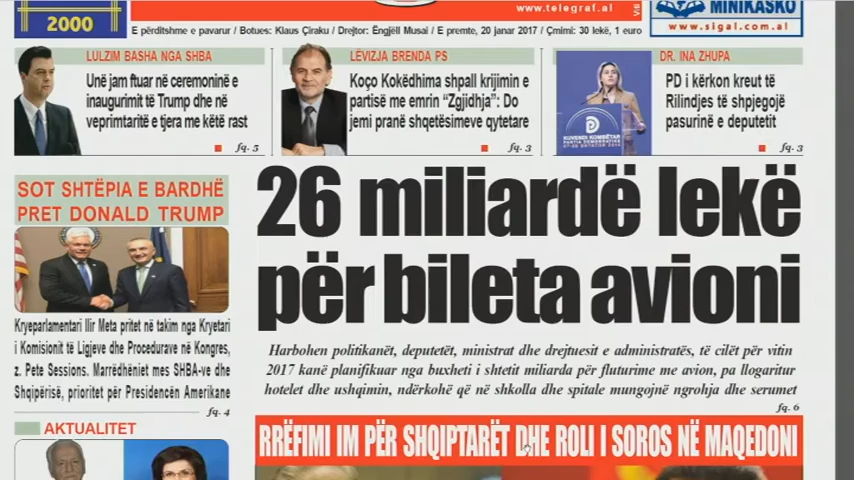 2000
www.telegraf.al
MINIKASKO
www.sigal.com.al
E përditshme e pavarur / Botues: Klaus Çiraku / Drejtor: Engjëll Musai / E premte, 20 janar 2017 / Çmimi: 30 lekë, 1 euro
LULZIM BASHA NGA SHBA
Unë jam ftuar në ceremoninë e
inaugurimit të Trump dhe në
veprimtaritë e tjera me këtë rast
fq. 5
LËVIZJA BRENDA PS
Koço Kokëdhima shpall krijimin e
partisë me emrin "Zgjidhja": Do
jemi pranë shqetësimeve qytetare
fq. 3
DR. INA ZHUPA
PD i kërkon kreut të
Rilindjes të shpjegojë
pasurinë e deputetit
fq. 3
KUVENDI KOMBËTAR
SOT SHTËPIA E BARDHË
PRET DONALD TRUMP
Kryeparlamentari Ilir Meta pritet në takim nga Kryetari
i Komisionit të Ligjeve dhe Procedurave në Kongres,
z. Pete Sessions. Marrëdhëniet mes SHBA-ve dhe
Shqipërisë, prioritet për Presidencën Amerikane
fq. 4
AKTUALITET
26 miliardë lekë
për bileta avioni
Harbohen politikanët, deputetët, ministrat dhe drejtuesit e administratës, të cilët për vitin
2017 kanë planifikuar nga buxheti i shtetit miliarda për fluturime me avion, pa llogaritur
hotelet dhe ushqimin, ndërkohë që në shkolla dhe spitale mungojnë ngrohja dhe serumet
fq. 6
RRËFIMI IM PËR SHQIPTARËT DHE ROLI I SOROS NË MAQEDONI